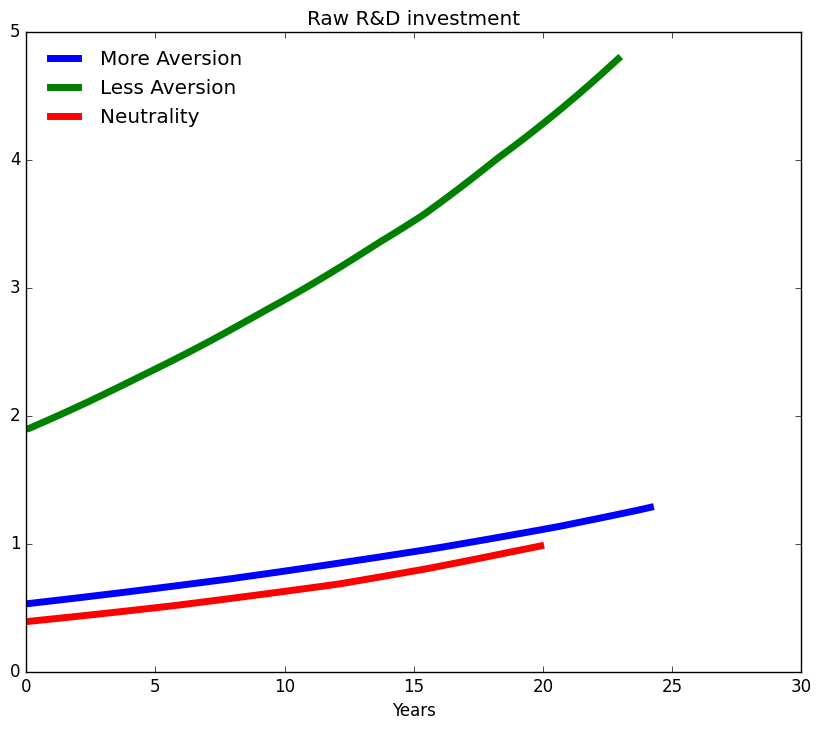 Raw R&D investment
5
More Aversion
Less Aversion
Neutrality
4
3
2
1
0
0 5 10 15 20 25 30
Years